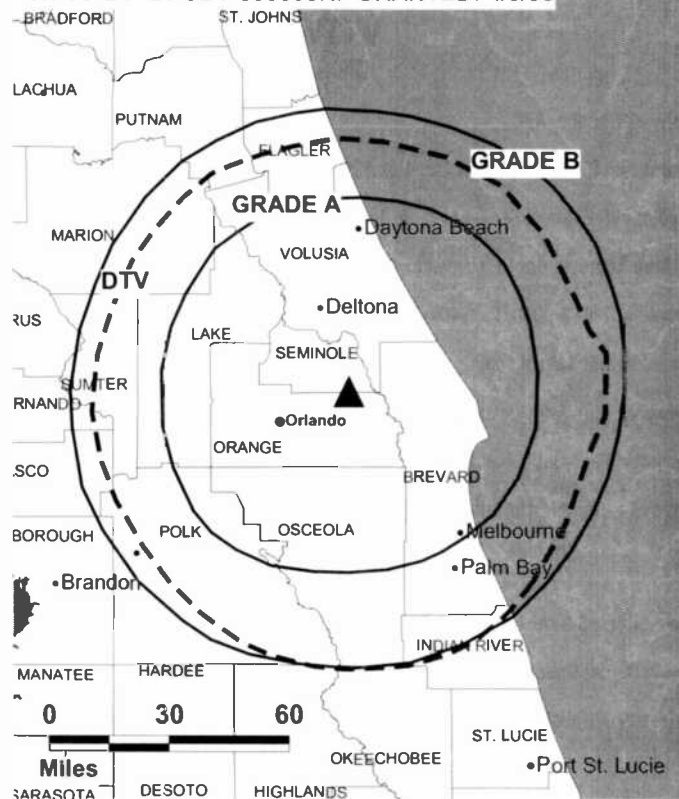 BRADFORD
ST. JOHNS
LACHUA
PUTNAM
FLAGLER
GRADE B
GRADE A
Daytona Beach
MARION
VOLUSIA
DTV
Deltona
RUS
LAKE
SEMINOLE
SUMTER
RNANDO
Orlando
ORANGE
SCO
BREVARD
BOROUGH
POLK
OSCEOLA
Melbourne
Brandon
Palm Bay
INDIAN RIVER
MANATEE
HARDEE
0 30 60
ST. LUCIE
Miles
OKEECHOBEE
Port St. Lucie
SARASOTA
DESOTO
HIGHLANDS